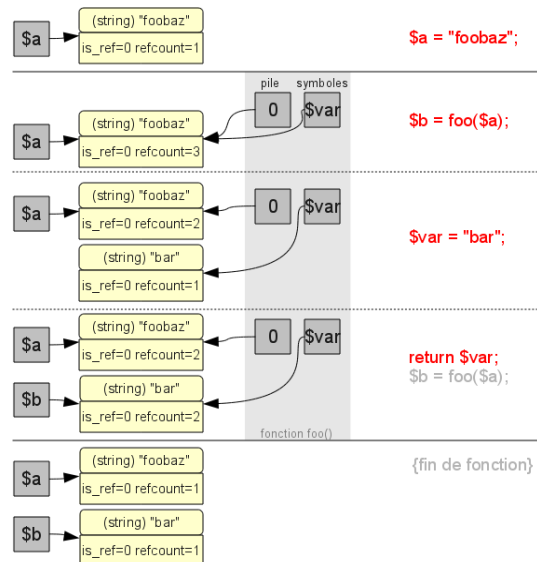 $a
(string) "foobaz"
is_ref=0 refcount=1
$a = "foobaz";
pile symboles
0 $var
$a
(string) "foobaz"
is_ref=0 refcount=3
$b = foo($a);
$a
(string) "foobaz"
is_ref=0 refcount=2
0 $var
(string) "bar"
is_ref=0 refcount=1
$var = "bar";
$a
(string) "foobaz"
is_ref=0 refcount=2
0 $var
$b
(string) "bar"
is_ref=0 refcount=2
return $var;
$b = foo($a);
fonction foo()
$a
(string) "foobaz"
is_ref=0 refcount=1
{fin de fonction}
$b
(string) "bar"
is_ref=0 refcount=1